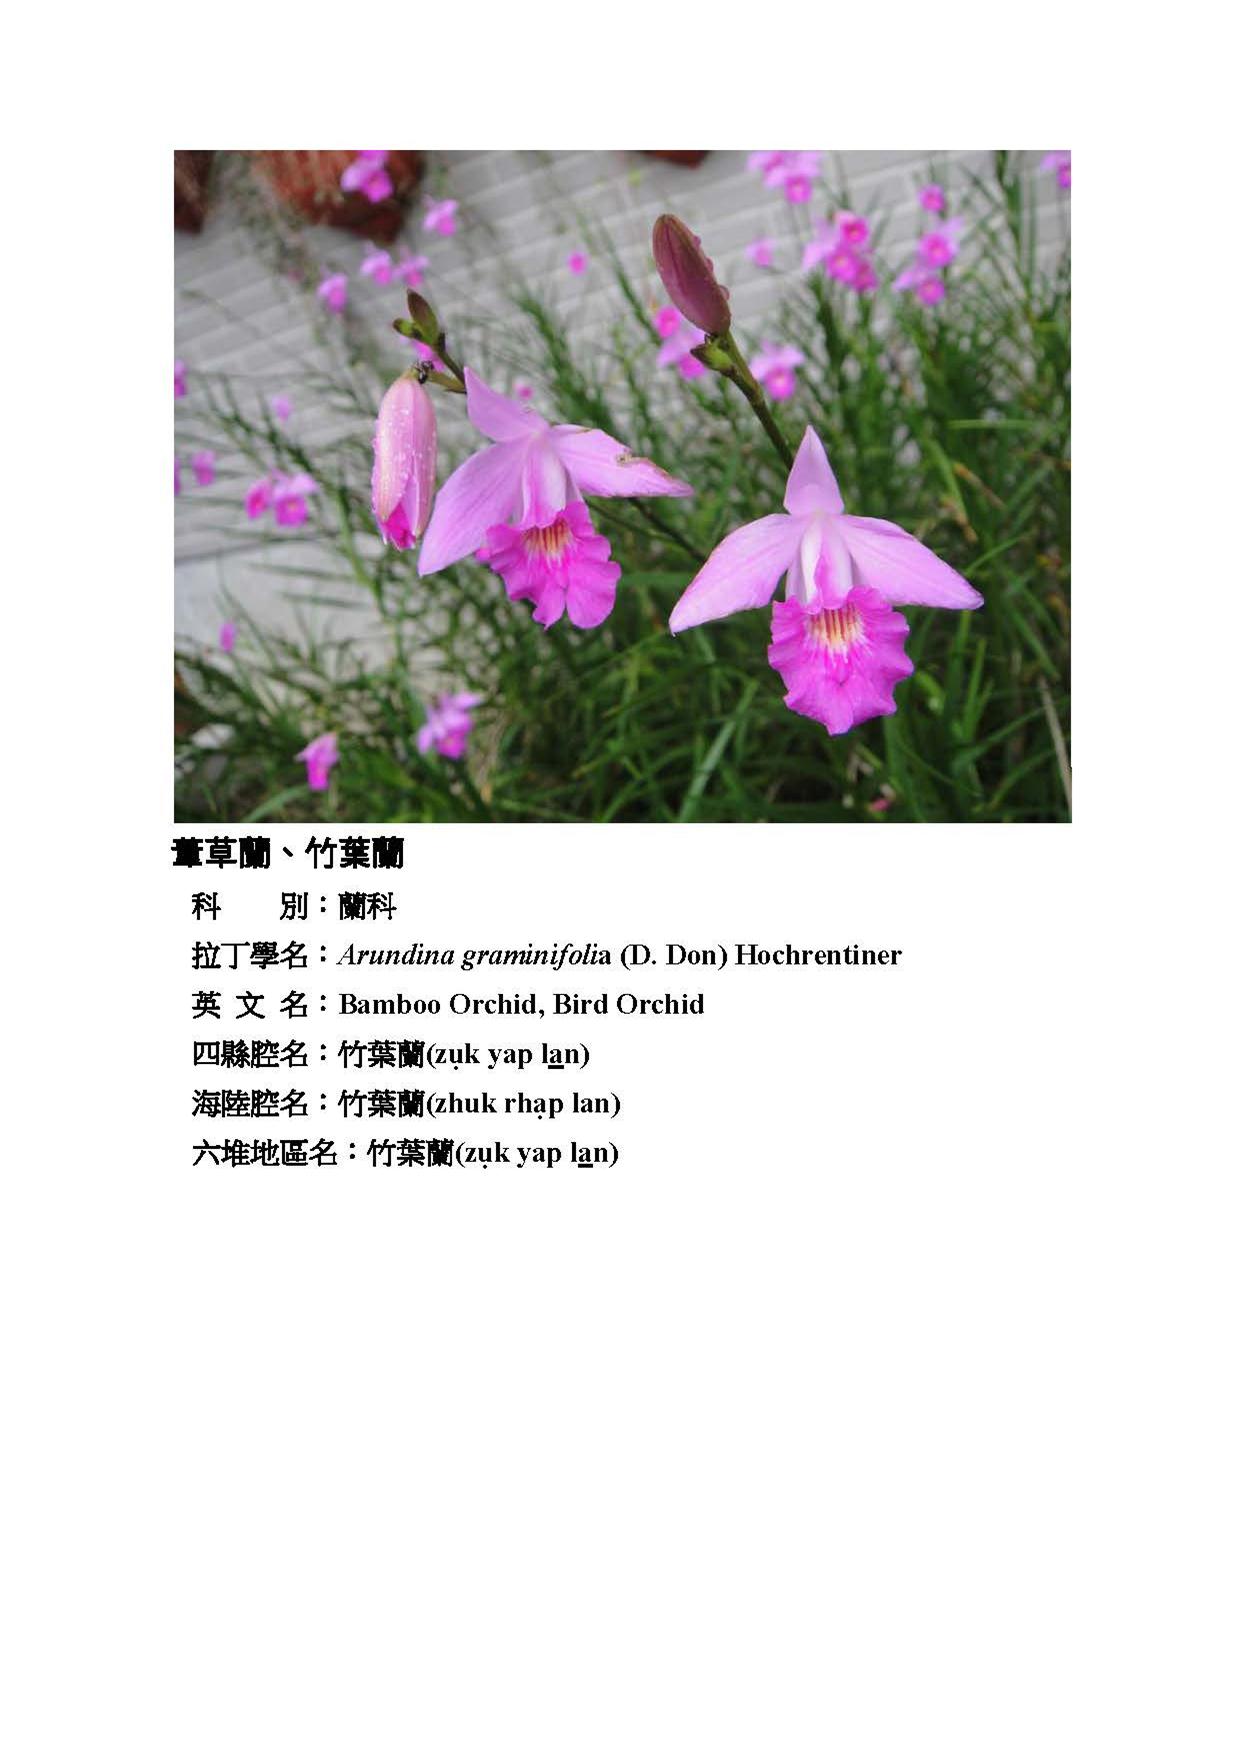 葦草蘭、竹葉蘭
科　　別：蘭科
拉丁學名：Arundina graminifolia (D. Don) Hochrentiner
英 文 名：Bamboo Orchid, Bird Orchid
四縣腔名：竹葉蘭(zụk yap la̲n)
海陸腔名：竹葉蘭(zhuk rhạp lan)
六堆地區名：竹葉蘭(zụk yap la̲n)